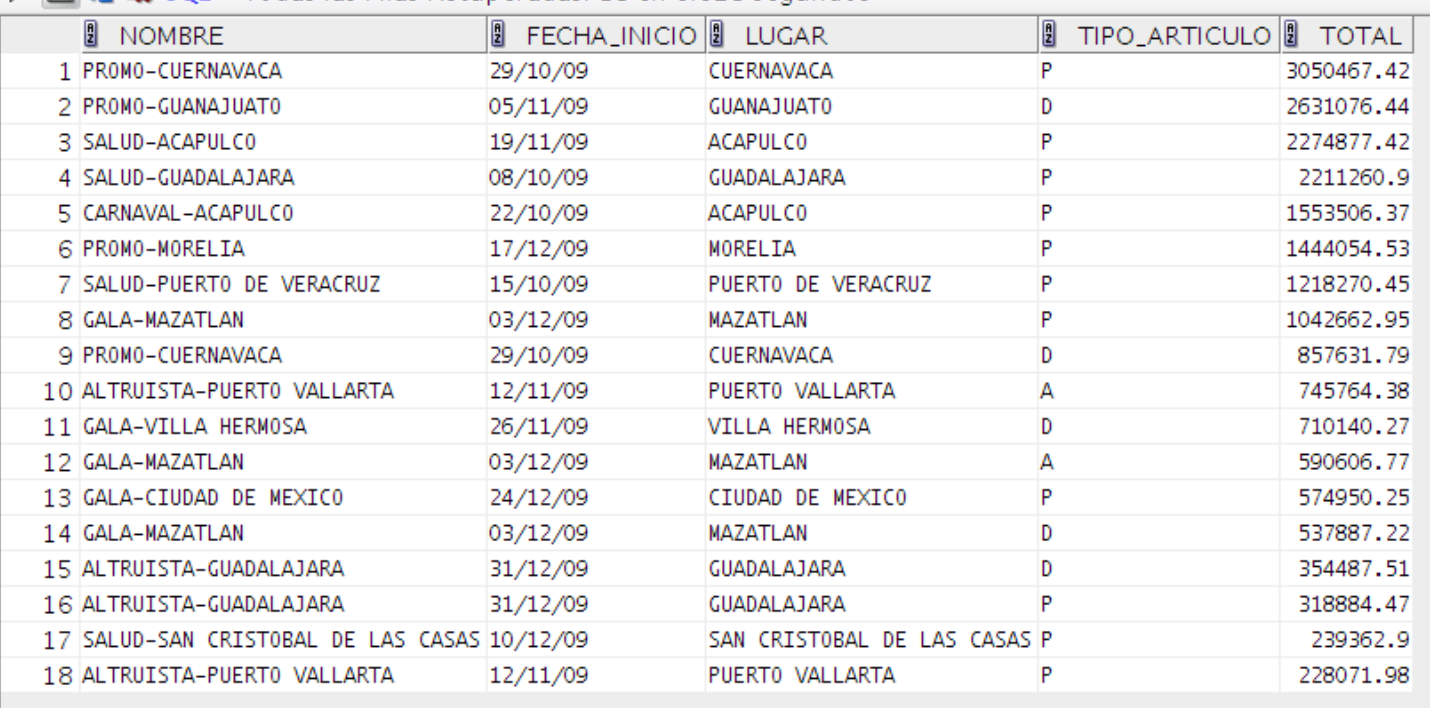 NOMBRE FECHA_INICIO LUGAR TIPO_ARTICULO TOTAL
1 PROMO-CUERNAVACA 29/10/09 CUERNAVACA P 3050467.42
2 PROMO-GUANAJUATO 05/11/09 GUANAJUATO D 2631076.44
3 SALUD-ACAPULCO 19/11/09 ACAPULCO P 2274877.42
4 SALUD-GUADALAJARA 08/10/09 GUADALAJARA P 2211260.9
5 CARNAVAL-ACAPULCO 22/10/09 ACAPULCO P 1553506.37
6 PROMO-MORELIA 17/12/09 MORELIA P 1444054.53
7 SALUD-PUERTO DE VERACRUZ 15/10/09 PUERTO DE VERACRUZ P 1218270.45
8 GALA-MAZATLAN 03/12/09 MAZATLAN P 1042662.95
9 PROMO-CUERNAVACA 29/10/09 CUERNAVACA D 857631.79
10 ALTRUISTA-PUERTO VALLARTA 12/11/09 PUERTO VALLARTA A 745764.38
11 GALA-VILLA HERMOSA 26/11/09 VILLA HERMOSA D 710140.27
12 GALA-MAZATLAN 03/12/09 MAZATLAN A 590606.77
13 GALA-CIUDAD DE MEXICO 24/12/09 CIUDAD DE MEXICO P 574950.25
14 GALA-MAZATLAN 03/12/09 MAZATLAN D 537887.22
15 ALTRUISTA-GUADALAJARA 31/12/09 GUADALAJARA D 354487.51
16 ALTRUISTA-GUADALAJARA 31/12/09 GUADALAJARA P 318884.47
17 SALUD-SAN CRISTOBAL DE LAS CASAS 10/12/09 SAN CRISTOBAL DE LAS CASAS P 239362.9
18 ALTRUISTA-PUERTO VALLARTA 12/11/09 PUERTO VALLARTA P 228071.98